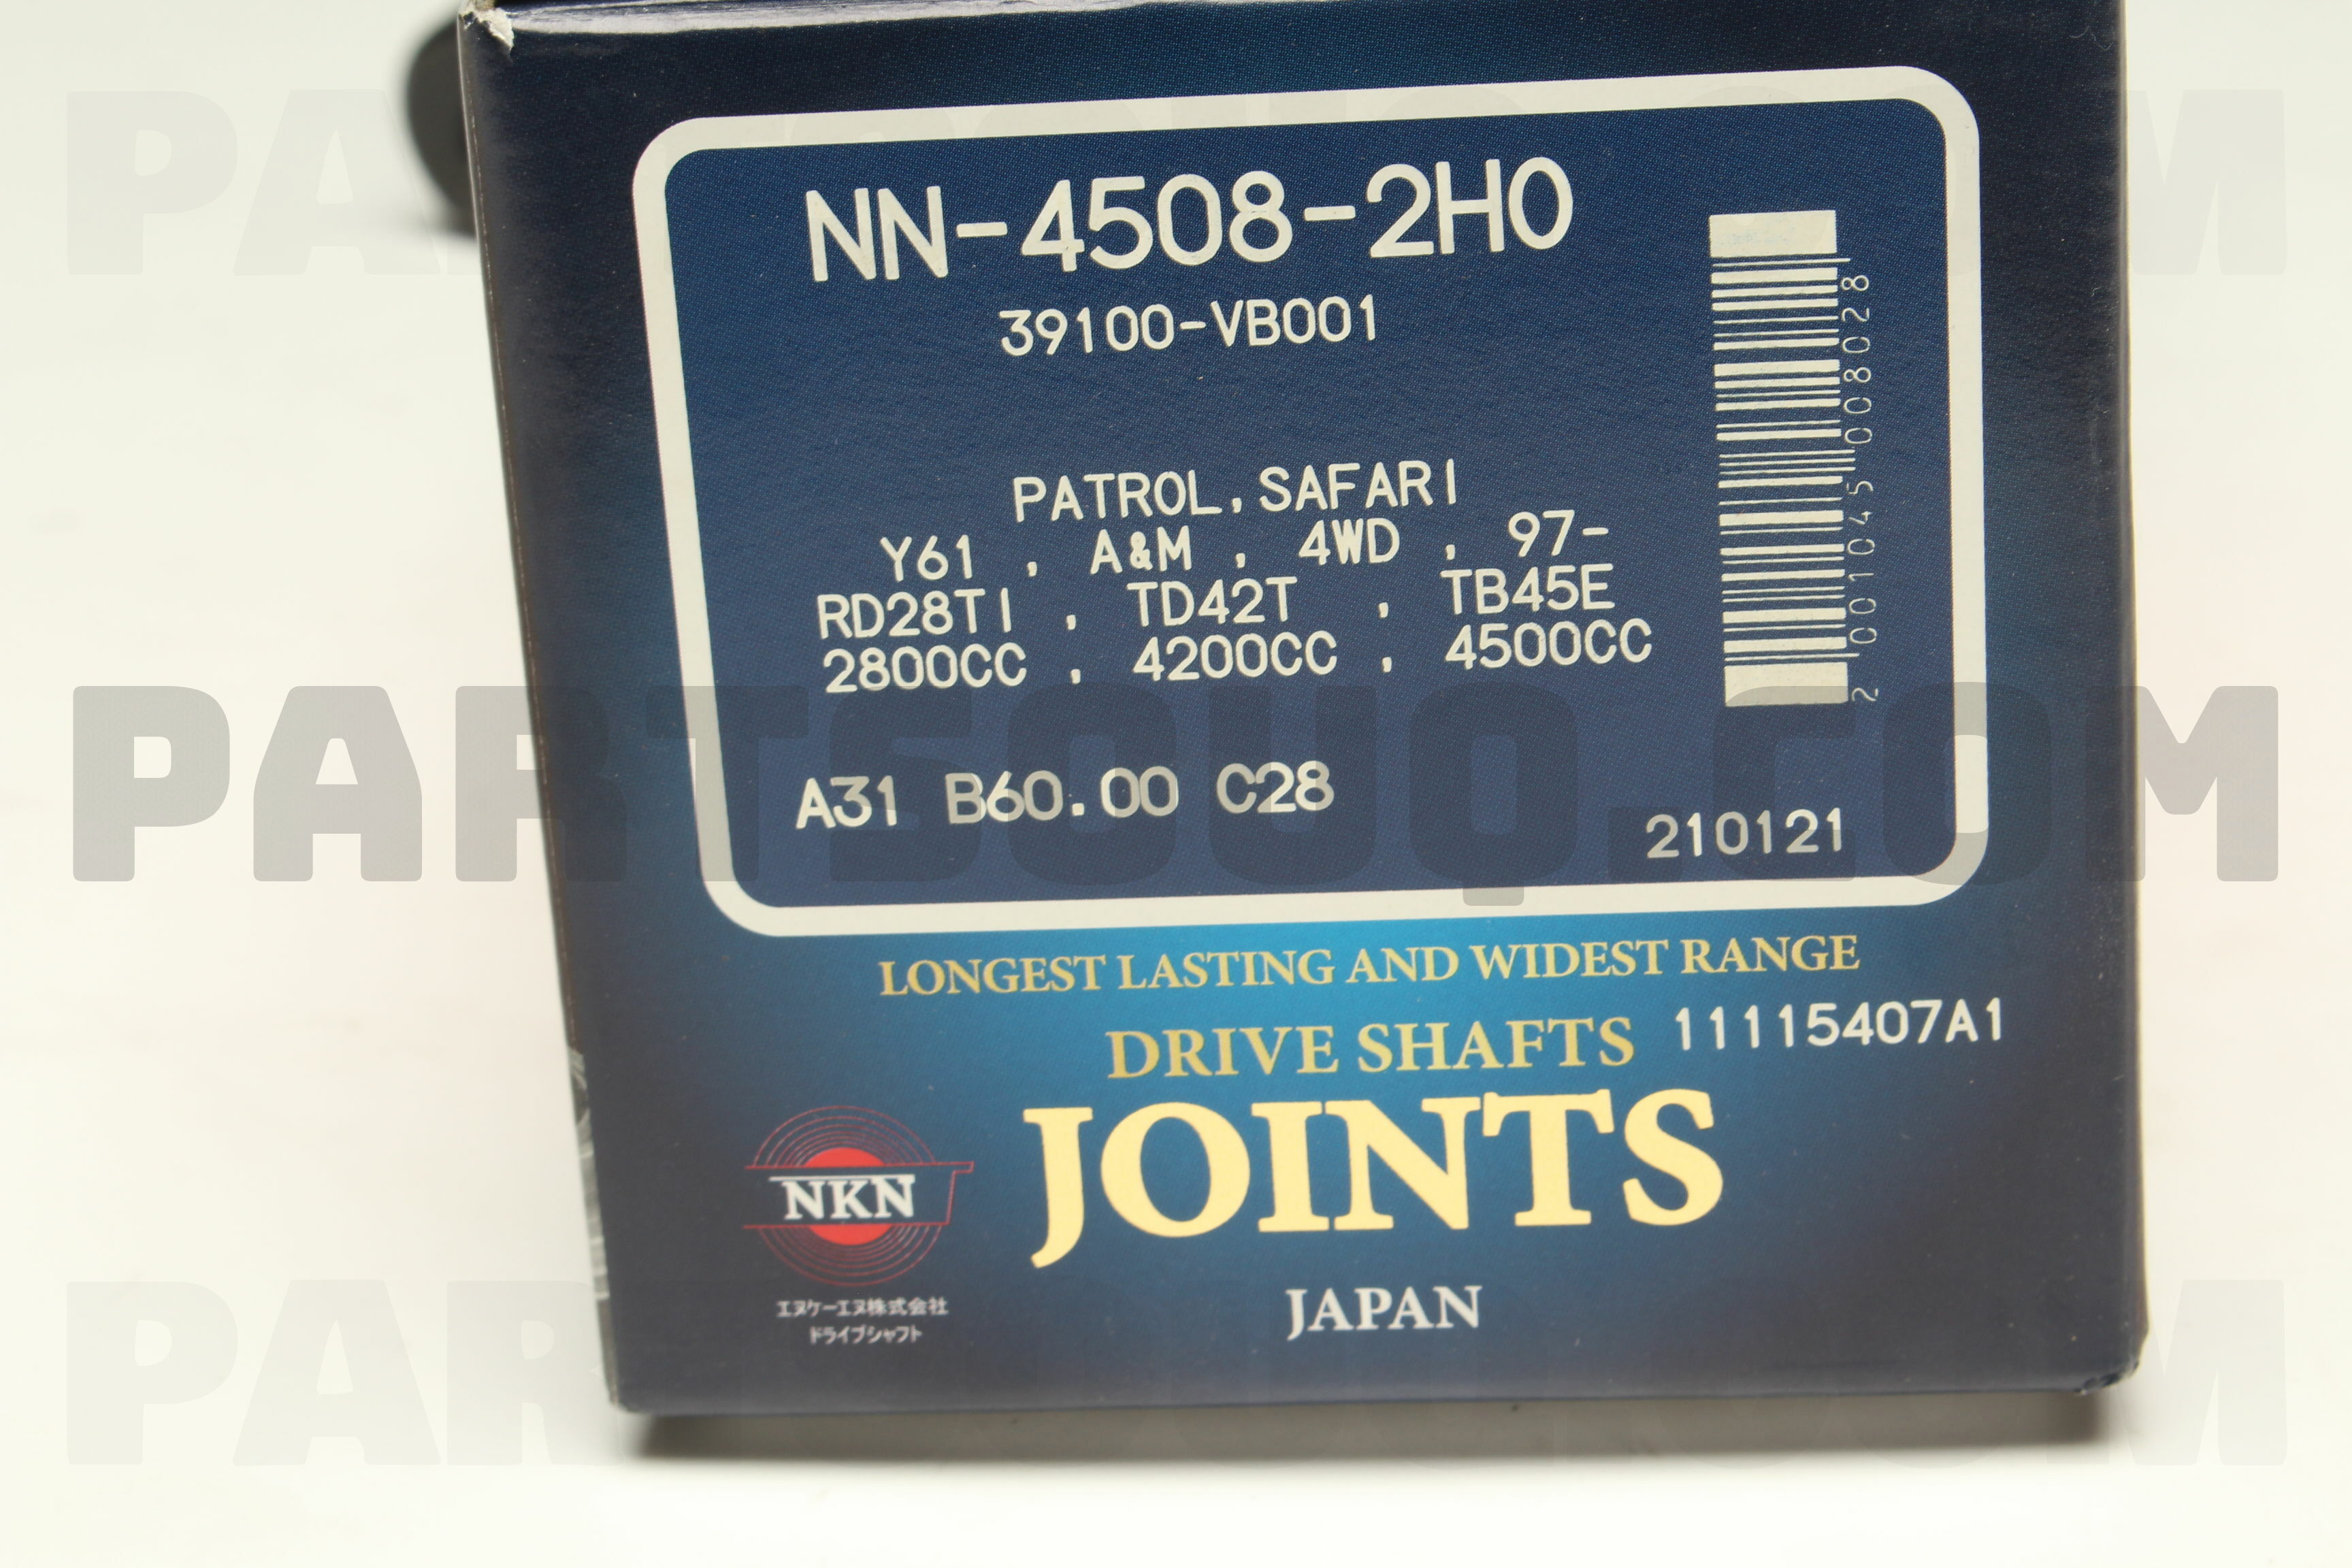 NN-4508-2H0
39100-VB001
PATROL,SAFARI
Y61 , A&M , 4WD , 97-
RD28TI , TD42T , TB45E
2800CC , 4200CC , 4500CC
A31 B60.00 C28
210121
2001045008028
LONGEST LASTING AND WIDEST RANGE
DRIVE SHAFTS 11115407A1
JOINTS
NKN
エヌケーエヌ株式会社
ドライブシャフト
JAPAN
PARTSOUQ.COM